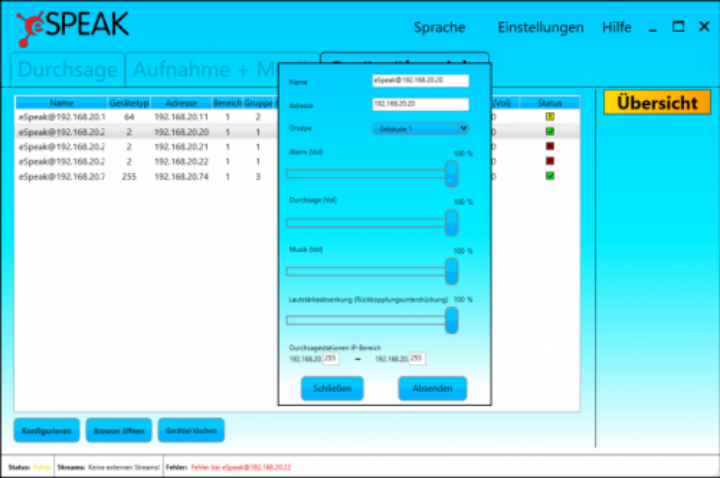 eSPEAK
Sprache Einstellungen Hilfe
Durchsage Aufnahme + M
Übersicht
Name Gerätetyp Adresse Bereich Gruppe (Vol) Status
eSpeak@192.168.20.1 64 192.168.20.11 1 2 0
eSpeak@192.168.20.2 2 192.168.20.20 1 1 0
eSpeak@192.168.20.2 2 192.168.20.21 1 1 0
eSpeak@192.168.20.2 2 192.168.20.22 1 1 0
eSpeak@192.168.20.7 255 192.168.20.74 1 3 0
Name eSpeak@192.168.20.20
Adresse 192.168.20.20
Gruppe Gebäude 1
Alarm (Vol) 100 %
Durchsage (Vol) 100 %
Musik (Vol) 100 %
Lautstärkeabsenkung (Rückkopplungsunterdrückung) 100 %
Durchsagestationen IP-Bereich
192.168.20. 255 — 192.168.20. 255
Schließen Absenden
Konfigurieren Browser öffnen Gerät(e) löschen
Status: Fehler Streams: Keine externen Streams! Fehler: Fehler bei eSpeak@192.168.20.22